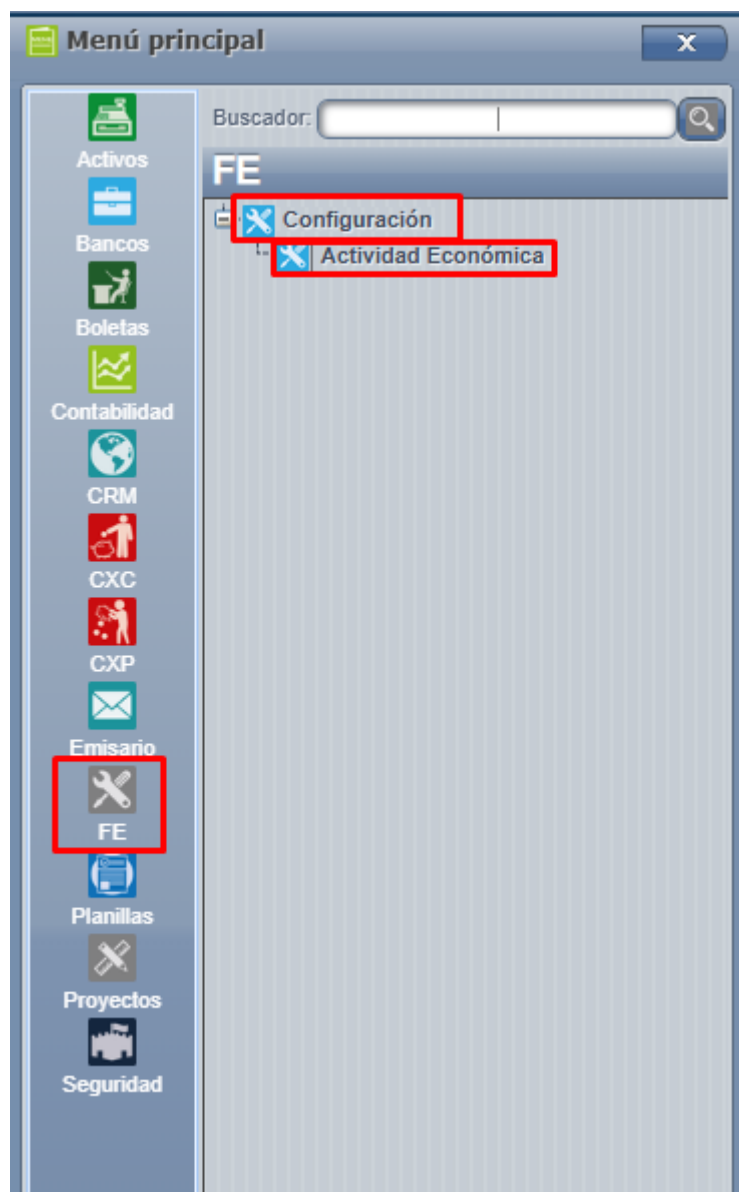 Menú principal
x
Buscador:
FE
Configuración
Actividad Económica
Activos
Bancos
Boletas
Contabilidad
CRM
CXC
CXP
Emisario
FE
Planillas
Proyectos
Seguridad